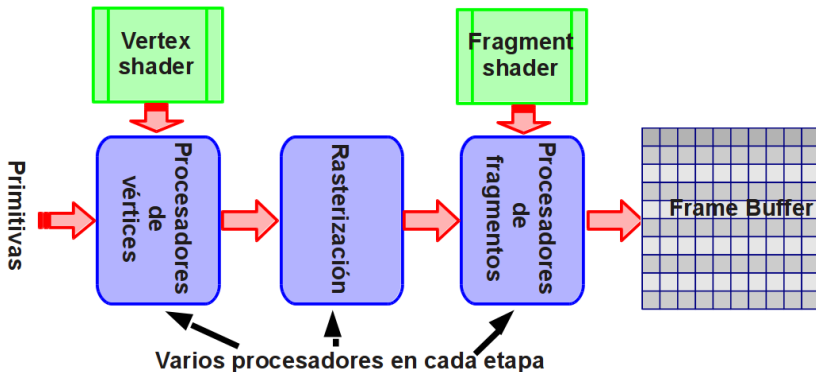 Vertex
shader
Fragment
shader
Primitivas
Procesadores
de
vértices
Rasterización
Procesadores
de
fragmentos
Frame Buffer
Varios procesadores en cada etapa